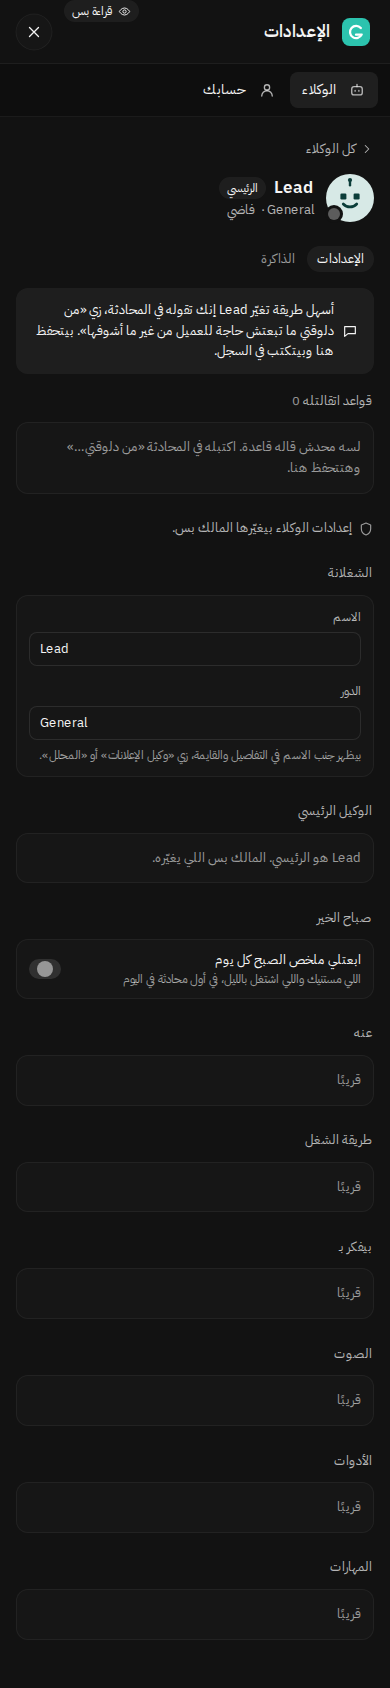 قراءة بس
الإعدادات
الوكلاء
حسابك
كل الوكلاء
Lead الرئيسي
General · فاضي
الإعدادات
الذاكرة
أسهل طريقة تغيّر Lead إنك تقوله في المحادثة، زي «من
دلوقتي ما تبعتش حاجة للعميل من غير ما أشوفها». بيتحفظ
هنا وبيتكتب في السجل.
قواعد اتقالتله 0
لسه محدش قاله قاعدة. اكتبله في المحادثة «من دلوقتي…»
وهتتحفظ هنا.
إعدادات الوكلاء بيغيّرها المالك بس.
الشغلانة
الاسم
Lead
الدور
General
بيظهر جنب الاسم في التفاصيل والقايمة، زي «وكيل الإعلانات» أو «المحلل».
الوكيل الرئيسي
Lead هو الرئيسي. المالك بس اللي يغيّره.
صباح الخير
ابعتلي ملخص الصبح كل يوم
اللي مستنيك واللي اشتغل بالليل، في أول محادثة في اليوم
عنه
قريبًا
طريقة الشغل
قريبًا
بيفكر بـ
قريبًا
الصوت
قريبًا
الأدوات
قريبًا
المهارات
قريبًا